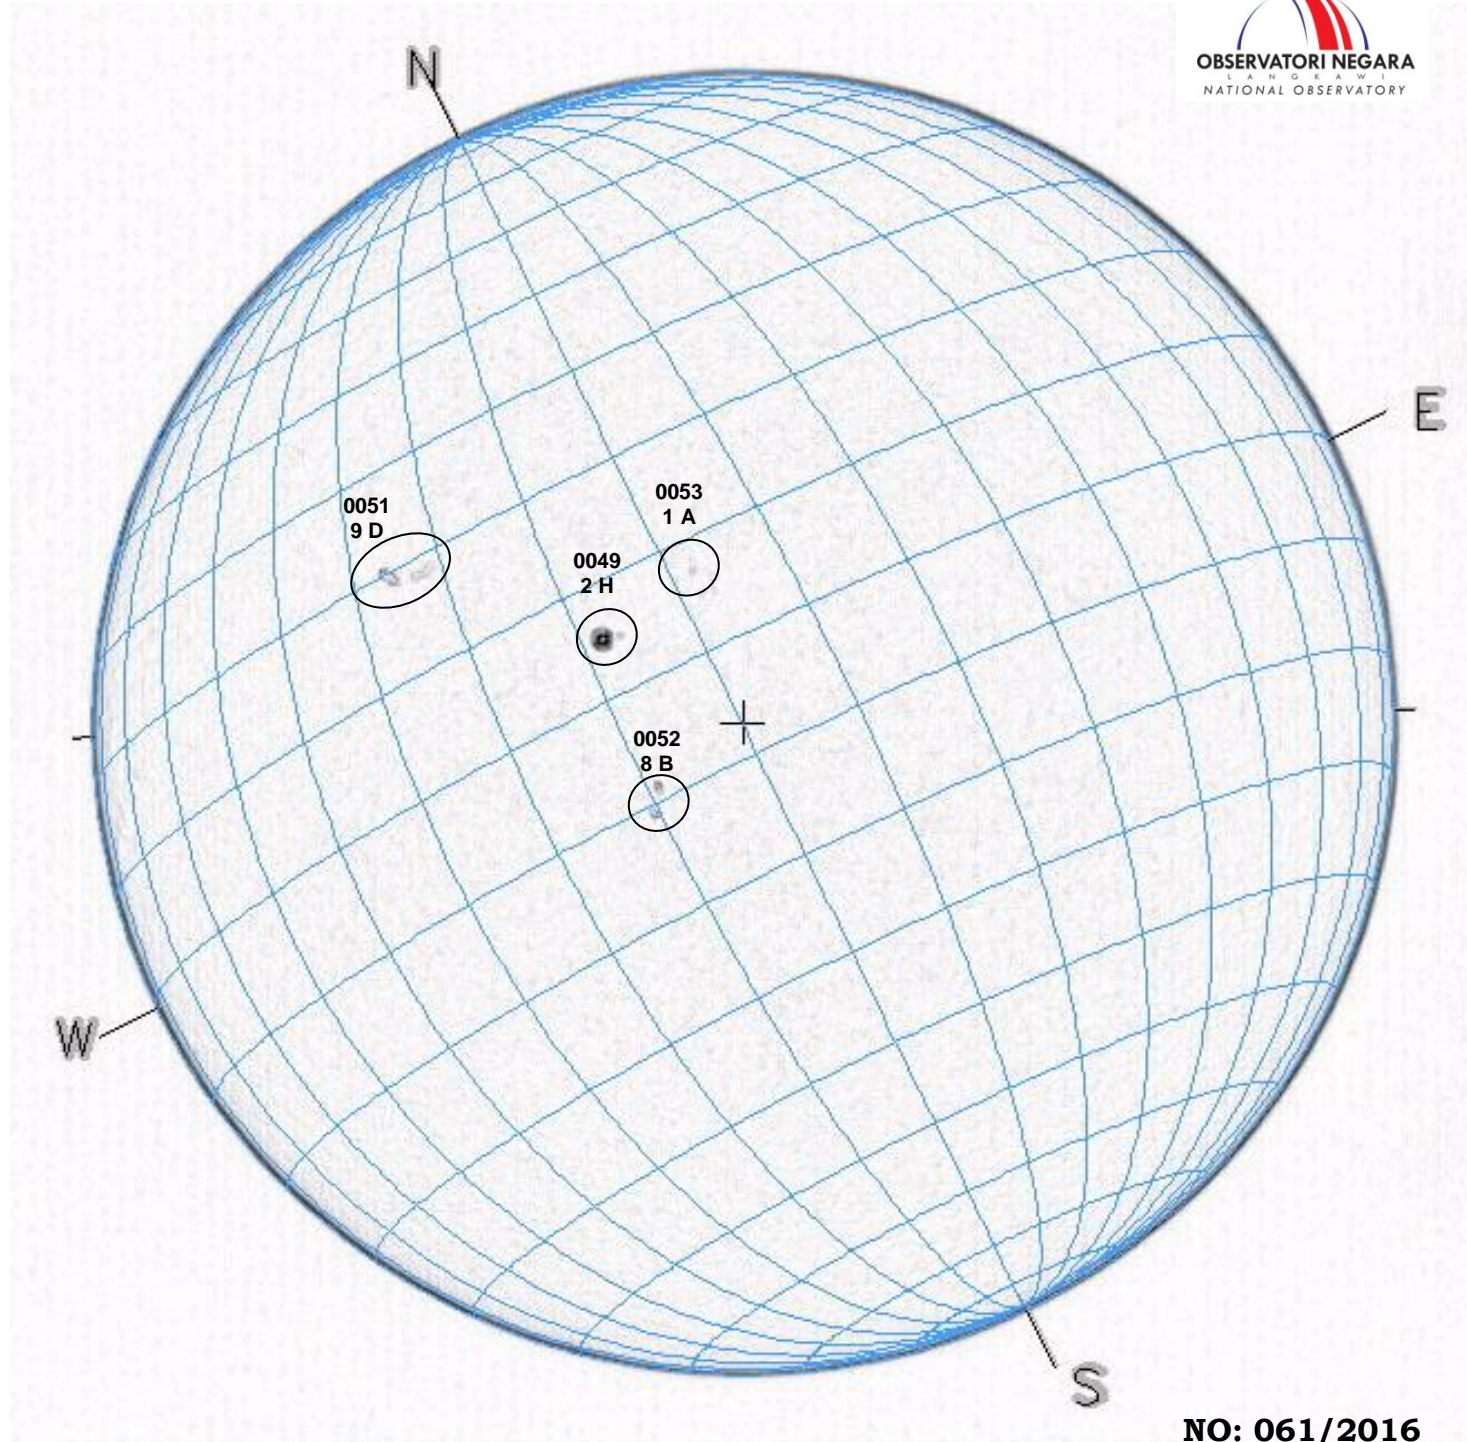 N
OBSERVATORI NEGARA
LANGKAWI
NATIONAL OBSERVATORY
E
0051
9 D
0053
1 A
0049
2 H
0052
8 B
W
S
NO: 061/2016